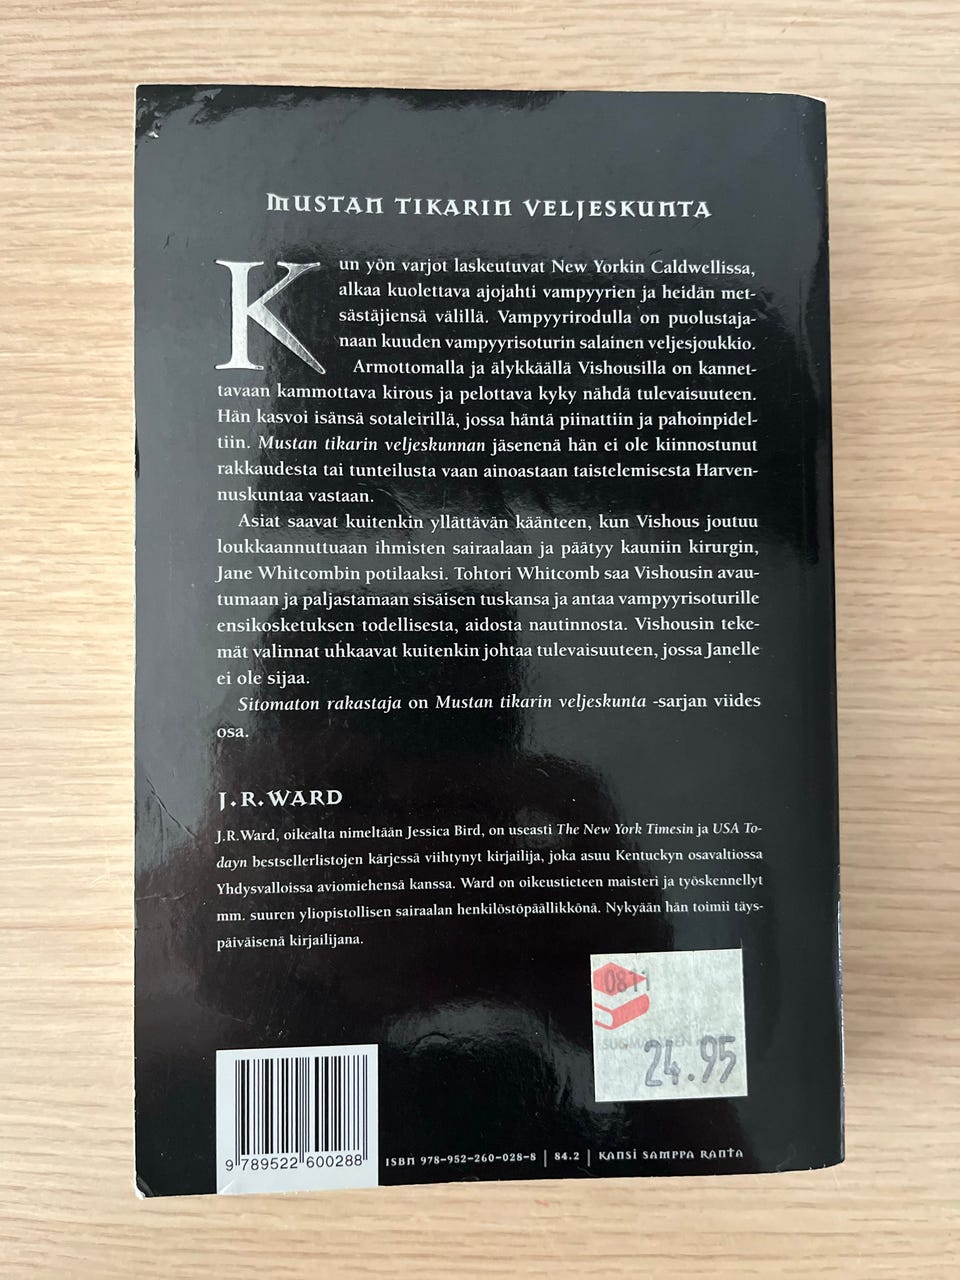 MUSTAN TIKARIN VELJESKUNTA
Kun yön varjot laskeutuvat New Yorkin Caldwellissa,
alkaa kuolettava ajojahti vampyyrien ja heidän met-
sästäjiensä välillä. Vampyyrirodulla on puolustaja-
naan kuuden vampyyrisoturin salainen veljesjoukkio.
Armottomalla ja älykkäällä Vishousilla on kannet-
tavaan kammottava kirous ja pelottava kyky nähdä tulevaisuuteen.
Hän kasvoi isänsä sotaleirillä, jossa häntä piinattiin ja pahoinpidel-
tiin. Mustan tikarin veljeskunnan jäsenenä hän ei ole kiinnostunut
rakkaudesta tai tunteilusta vaan ainoastaan taistelemisesta Harven-
nuskuntaa vastaan.
Asiat saavat kuitenkin yllättävän käänteen, kun Vishous joutuu
loukkaannuttuaan ihmisten sairaalaan ja päätyy kauniin kirurgin,
Jane Whitcombin potilaaksi. Tohtori Whitcomb saa Vishousin avau-
tumaan ja paljastamaan sisäisen tuskansa ja antaa vampyyrisoturille
ensikosketuksen todellisesta, aidosta nautinnosta. Vishousin teke-
mät valinnat uhkaavat kuitenkin johtaa tulevaisuuteen, jossa Janelle
ei ole sijaa.
Sitomaton rakastaja on Mustan tikarin veljeskunta -sarjan viides
osa.
J.R.WARD
J.R.Ward, oikealta nimeltään Jessica Bird, on useasti The New York Timesin ja USA To-
dayn bestsellerlistojen kärjessä viihtynyt kirjailija, joka asuu Kentuckyn osavaltiossa
Yhdysvalloissa aviomiehensä kanssa. Ward on oikeustieteen maisteri ja työskennellyt
mm. suuren yliopistollisen sairaalan henkilöstöpäällikkönä. Nykyään hän toimii täys-
päiväisenä kirjailijana.
0811
SUOMALAINEN
24.95
9 789522 600288
ISBN 978-952-260-028-8 | 84.2 | KANSI SAMPPA RANTA